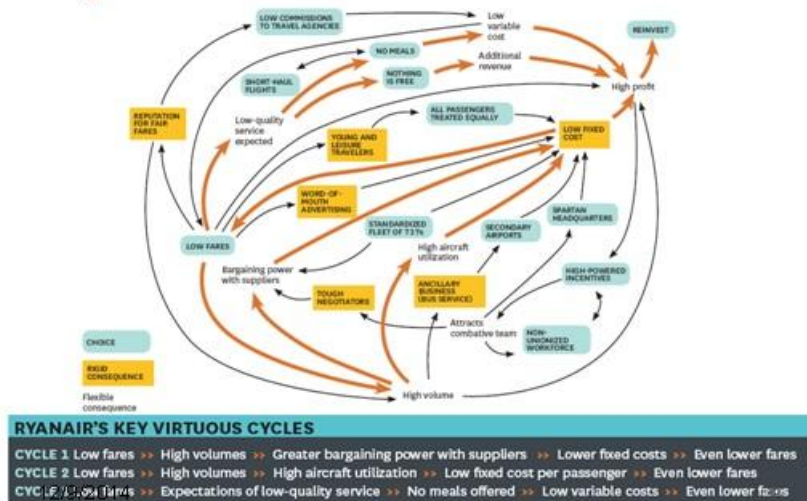 LOW COMMISSIONS
TO TRAVEL AGENCIES
Low
variable
cost
REINVEST
NO MEALS
Additional
revenue
SHORT-HAUL
FLIGHTS
NOTHING
IS FREE
High profit
REPUTATION
FOR FAIR
FARES
Low-quality
service
expected
ALL PASSENGERS
TREATED EQUALLY
YOUNG AND
LEISURE
TRAVELERS
LOW FIXED
COST
WORD-OF-
MOUTH
ADVERTISING
STANDARDIZED
FLEET OF 737s
SECONDARY
AIRPORTS
SPARTAN
HEADQUARTERS
LOW FARES
High aircraft
utilization
Bargaining power
with suppliers
HIGH-POWERED
INCENTIVES
TOUGH
NEGOTIATORS
ANCILLARY
BUSINESS
(BUS SERVICE)
Attracts
combative team
NON-
UNIONIZED
WORKFORCE
CHOICE
RIGID
CONSEQUENCE
Flexible
consequence
High volume
RYANAIR'S KEY VIRTUOUS CYCLES
CYCLE 1 Low fares >> High volumes >> Greater bargaining power with suppliers >> Lower fixed costs >> Even lower fares
CYCLE 2 Low fares >> High volumes >> High aircraft utilization >> Low fixed cost per passenger >> Even lower fares
>> Expectations of low-quality service >> No meals offered >> Low variable costs >> Even lower